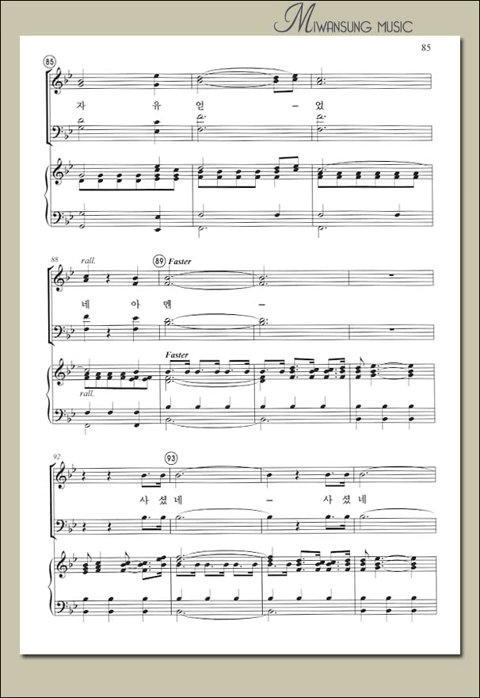 MIWANSUNG MUSIC
85
85
자 유 얻 - 었
88
rall.
89
Faster
네 아 멘 -
Faster
rall.
92
93
사 셨 네 - 사 셨 네